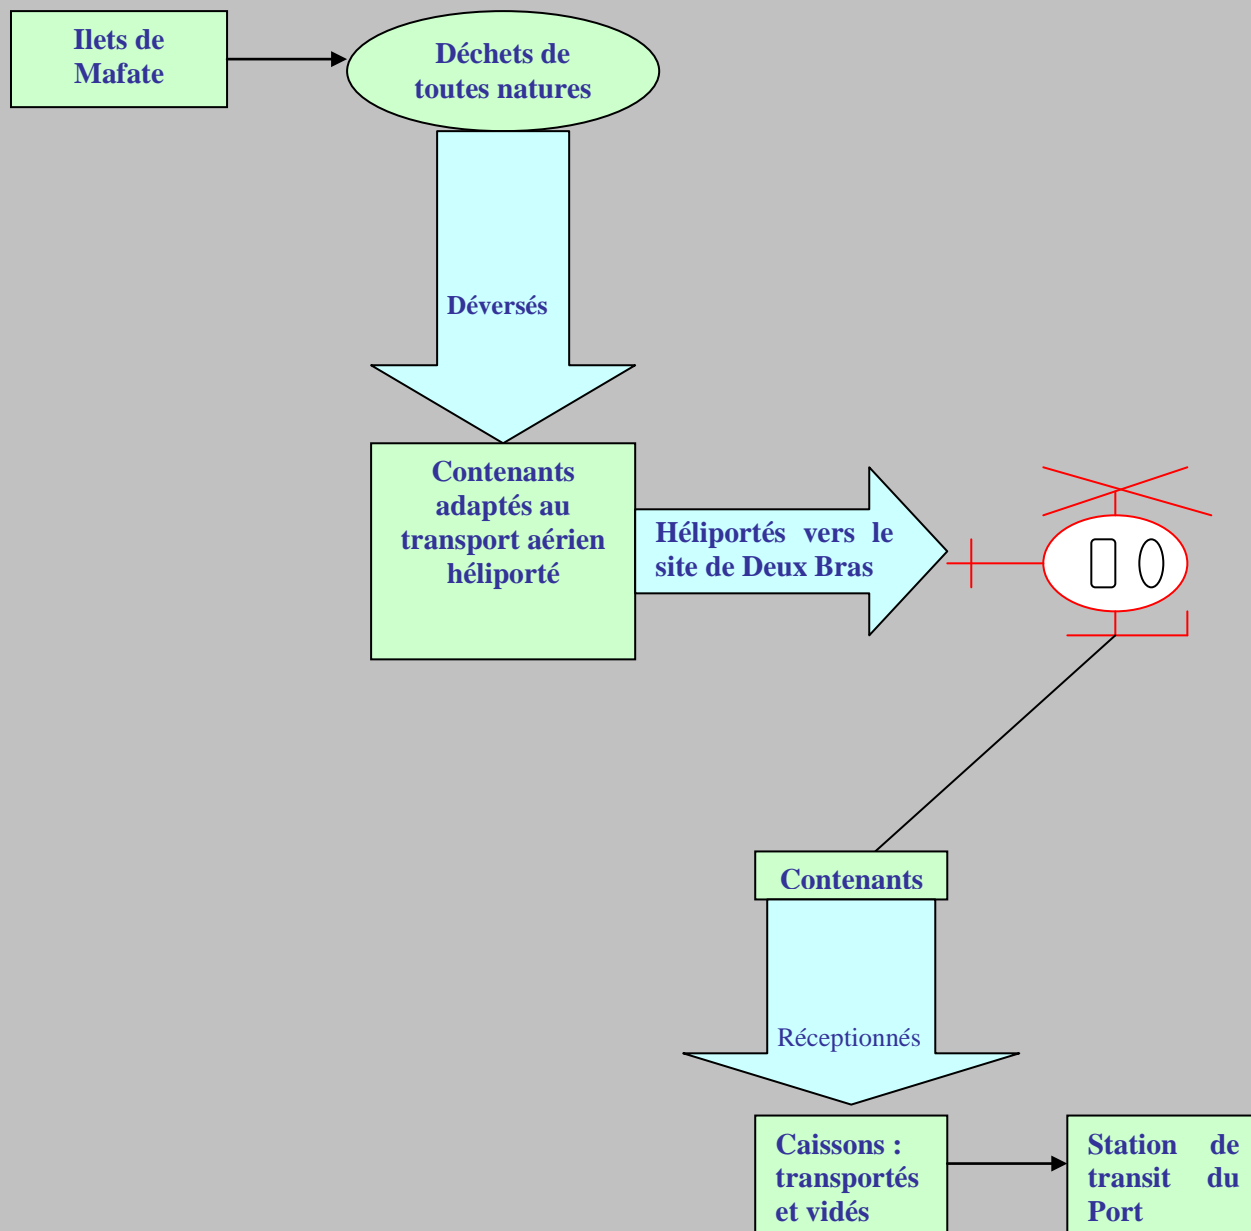 Ilets de
Mafate
Déchets de
toutes natures
Déversés
Contenants
adaptés au
transport aérien
héliporté
Héliportés vers le
site de Deux Bras
Contenants
Réceptionnés
Caissons :
transportés
et vidés
Station de
transit du
Port